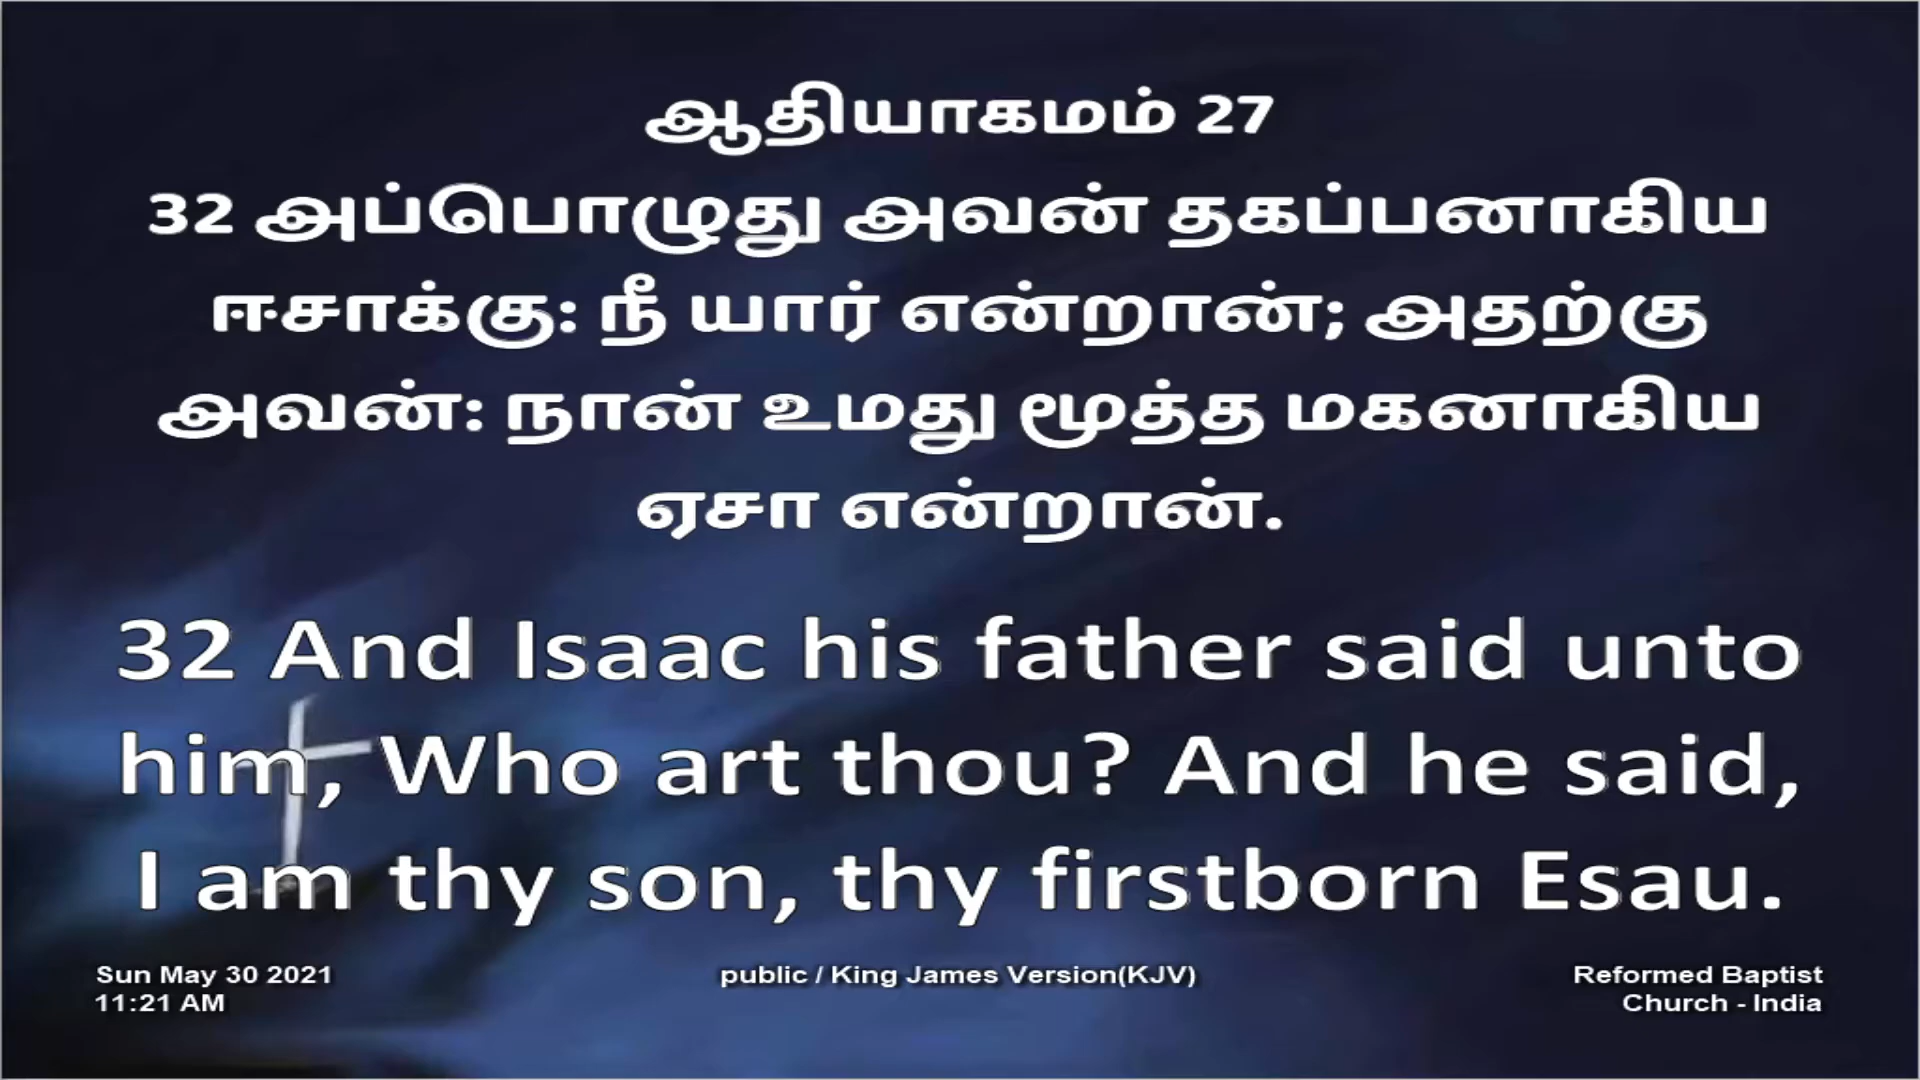 ஆதியாகமம் 27
32 அப்பொழுது அவன் தகப்பனாகிய
ஈசாக்கு: நீ யார் என்றான்; அதற்கு
அவன்: நான் உமது மூத்த மகனாகிய
ஏசா என்றான்.
32 And Isaac his father said unto
him, Who art thou? And he said,
I am thy son, thy firstborn Esau.
Sun May 30 2021
11:21 AM
public / King James Version(KJV)
Reformed Baptist
Church - India